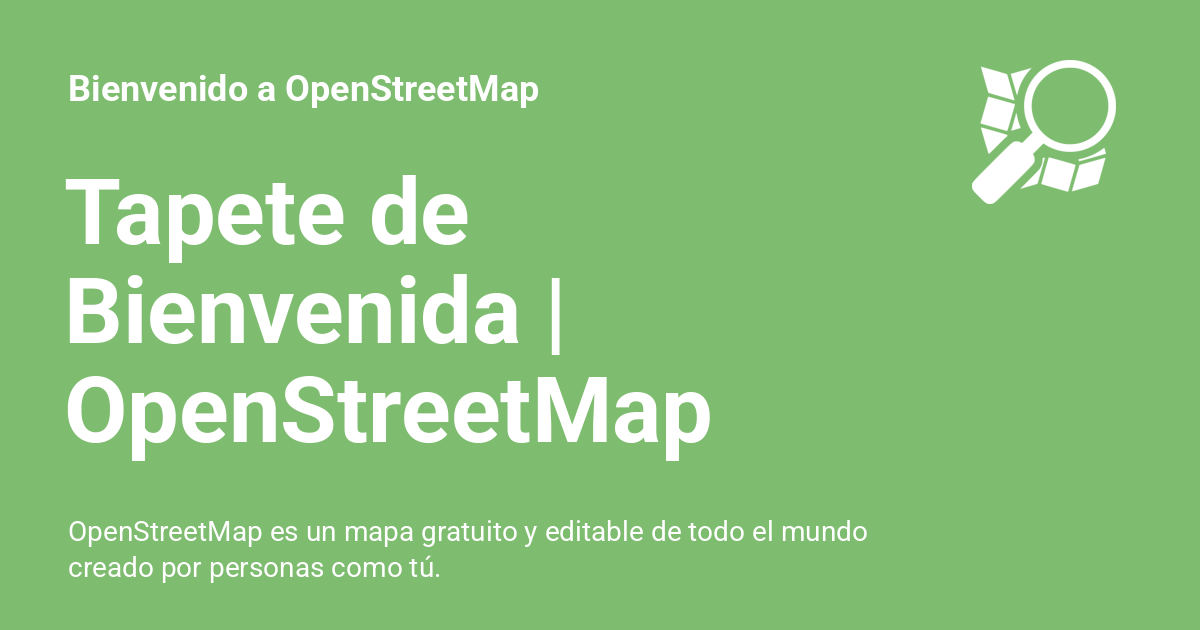 Bienvenido a OpenStreetMap
Tapete de
Bienvenida |
OpenStreetMap
OpenStreetMap es un mapa gratuito y editable de todo el mundo
creado por personas como tú.